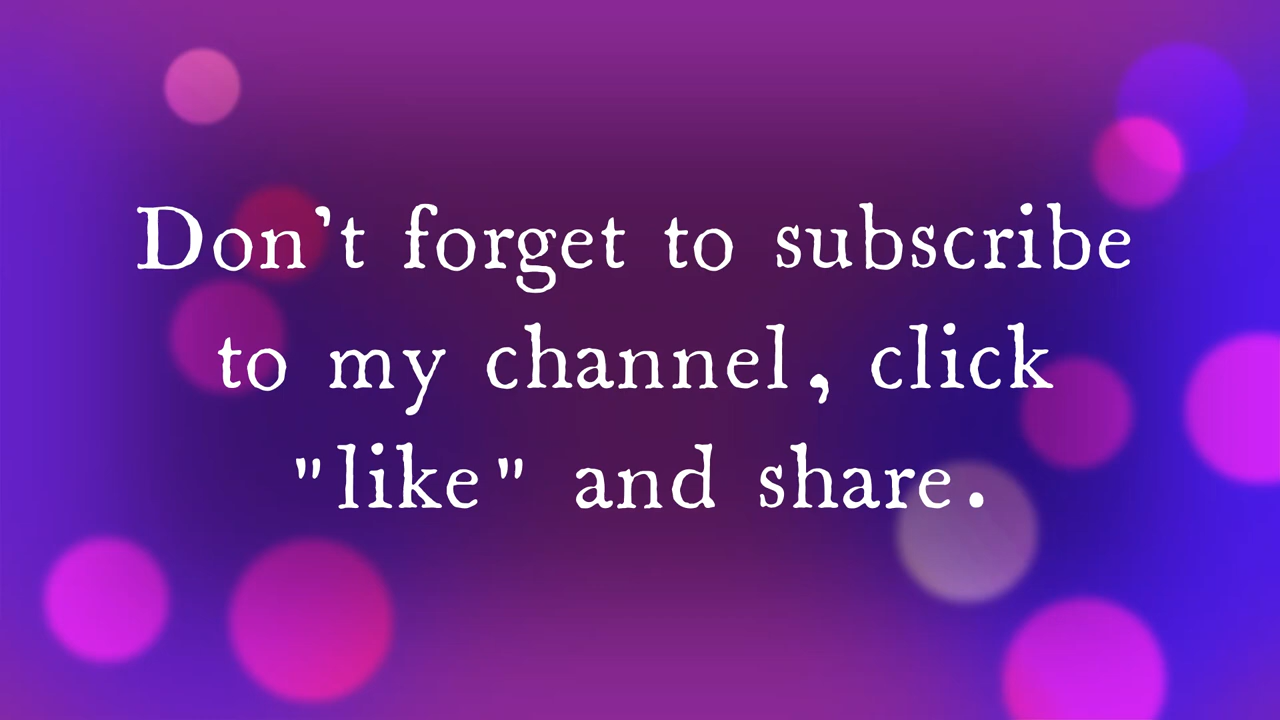 Don't forget to subscribe
to my channel, click
"like" and share.